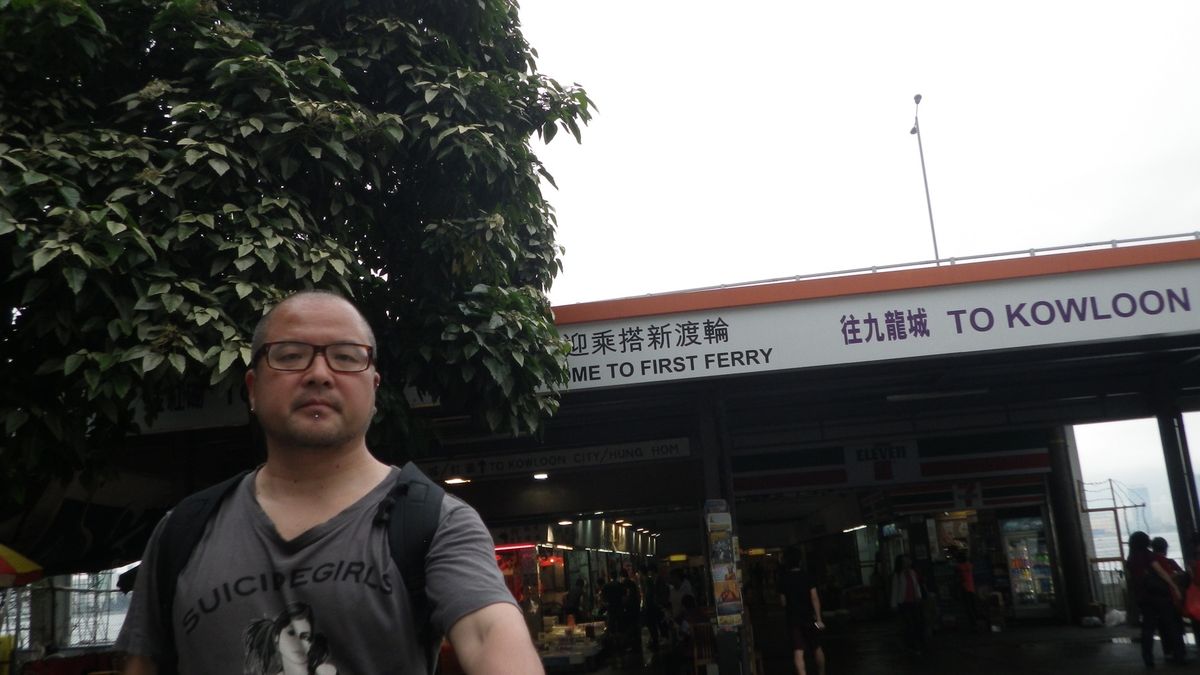 迎乘搭新渡輪
ME TO FIRST FERRY
往九龍城 TO KOWLOON
TO KOWLOON CITY/HUNG HOM
ELEVEN
SUICIDEGIRLS